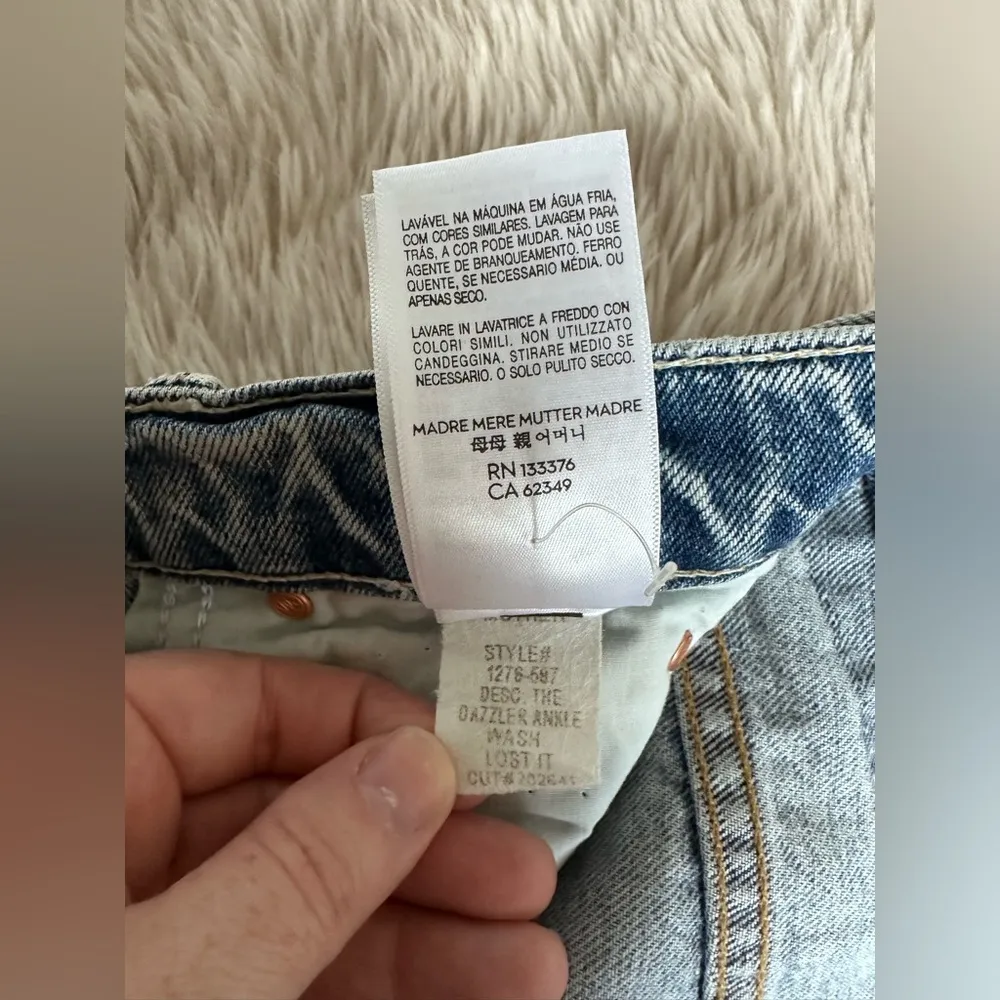 LAVÁVEL NA MÁQUINA EM ÁGUA FRIA,
COM CORES SIMILARES. LAVAGEM PARA
TRÁS, A COR PODE MUDAR. NÃO USE
AGENTE DE BRANQUEAMENTO. FERRO
QUENTE, SE NECESSARIO MÉDIA. OU
APENAS SECO.
LAVARE IN LAVATRICE A FREDDO CON
COLORI SIMILI. NON UTILIZZATO
CANDEGGINA. STIRARE MEDIO SE
NECESSARIO. O SOLO PULITO SECCO.
MADRE MERE MUTTER MADRE
母母 親 어머니
RN 133376
CA 62349
STYLE#
1276-587
DESC. THE
DAZZLER ANKLE
WASH
LOST IT